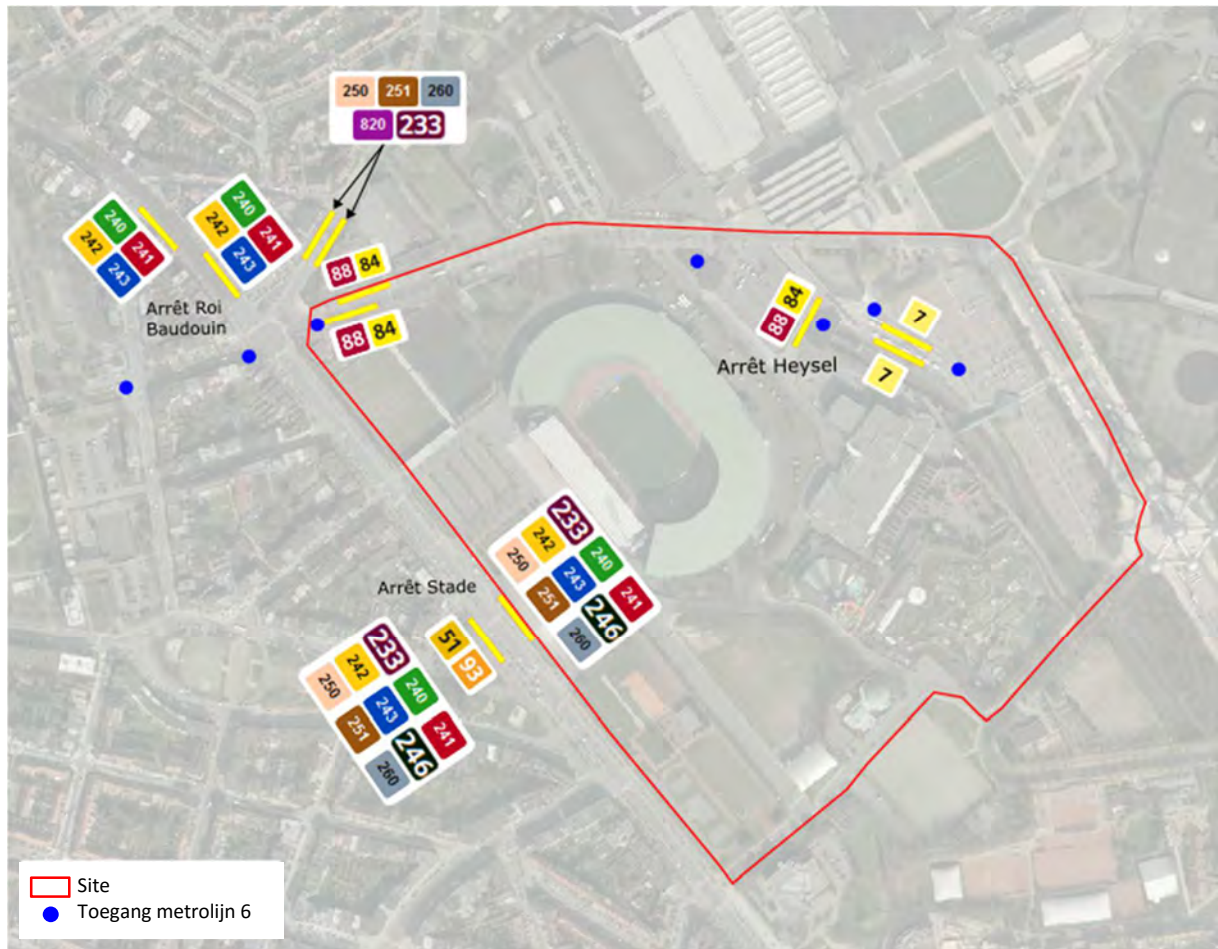 250 251 260
820 233
240
242 241
243
240
242 241
243
Arrêt Roi
Baudouin
88 84
88 84
88 84
7
7
Arrêt Heysel
233
242 240
250 243 241
251 246
260
Arrêt Stade
51
93
233
242 240
250 243 241
251 246
260
Site
Toegang metrolijn 6